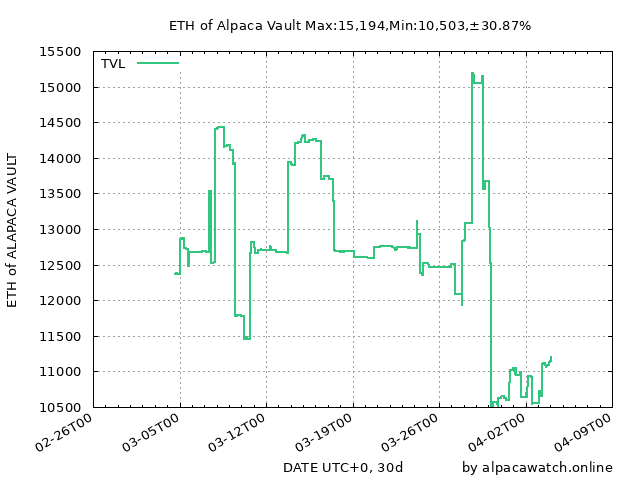 ETH of Alpaca Vault Max:15,194,Min:10,503,±30.87%
TVL
15500
15000
14500
14000
13500
13000
12500
12000
11500
11000
10500
ETH of ALAPACA VAULT
02-26T00
03-05T00
03-12T00
03-19T00
03-26T00
04-02T00
04-09T00
DATE UTC+0, 30d
by alpacawatch.online